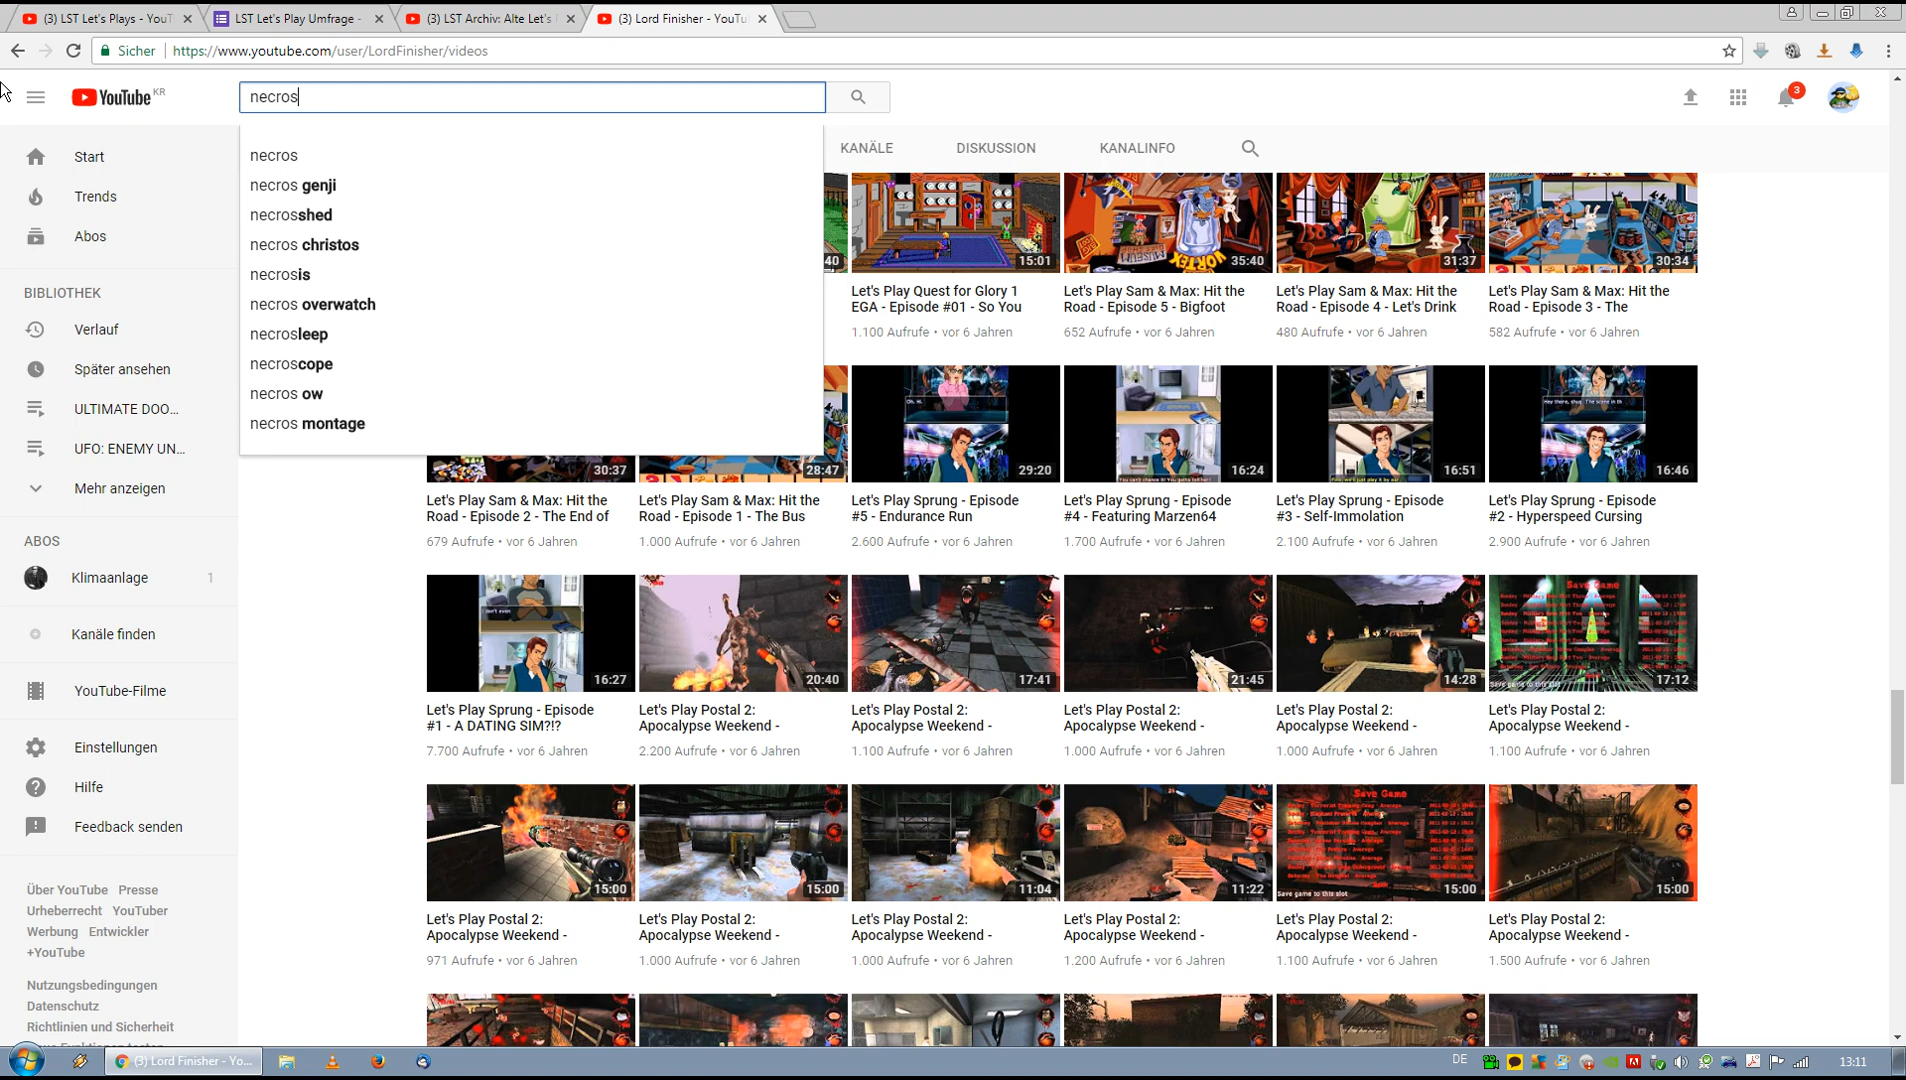 (3) LST Let's Plays - YouT
LST Let's Play Umfrage -
(3) LST Archiv: Alte Let's
(3) Lord Finisher - YouTu
Sicher
https://www.youtube.com/user/LordFinisher/videos
YouTube KR
necros
3
necros
necros genji
necrosshed
necros christos
necrosis
necros overwatch
necrosleep
necroscope
necros ow
necros montage
KANÄLE
DISKUSSION
KANALINFO
Start
Trends
Abos
BIBLIOTHEK
Verlauf
Später ansehen
ULTIMATE DOO...
UFO: ENEMY UN...
Mehr anzeigen
ABOS
Klimaanlage 1
Kanäle finden
YouTube-Filme
Einstellungen
Hilfe
Feedback senden
Über YouTube Presse
Urheberrecht YouTuber
Werbung Entwickler
+YouTube
Nutzungsbedingungen
Datenschutz
Richtlinien und Sicherheit
40
15:01
35:40
31:37
30:34
Let's Play Quest for Glory 1
EGA - Episode #01 - So You
1.100 Aufrufe • vor 6 Jahren
Let's Play Sam & Max: Hit the
Road - Episode 5 - Bigfoot
652 Aufrufe • vor 6 Jahren
Let's Play Sam & Max: Hit the
Road - Episode 4 - Let's Drink
480 Aufrufe • vor 6 Jahren
Let's Play Sam & Max: Hit the
Road - Episode 3 - The
582 Aufrufe • vor 6 Jahren
30:37
28:47
29:20
16:24
16:51
16:46
Let's Play Sam & Max: Hit the
Road - Episode 2 - The End of
679 Aufrufe • vor 6 Jahren
Let's Play Sam & Max: Hit the
Road - Episode 1 - The Bus
1.000 Aufrufe • vor 6 Jahren
Let's Play Sprung - Episode
#5 - Endurance Run
2.600 Aufrufe • vor 6 Jahren
Let's Play Sprung - Episode
#4 - Featuring Marzen64
1.700 Aufrufe • vor 6 Jahren
Let's Play Sprung - Episode
#3 - Self-Immolation
2.100 Aufrufe • vor 6 Jahren
Let's Play Sprung - Episode
#2 - Hyperspeed Cursing
2.900 Aufrufe • vor 6 Jahren
16:27
20:40
17:41
21:45
14:28
Save Game
17:12
Let's Play Sprung - Episode
#1 - A DATING SIM?!?
7.700 Aufrufe • vor 6 Jahren
Let's Play Postal 2:
Apocalypse Weekend -
2.200 Aufrufe • vor 6 Jahren
Let's Play Postal 2:
Apocalypse Weekend -
1.100 Aufrufe • vor 6 Jahren
Let's Play Postal 2:
Apocalypse Weekend -
1.000 Aufrufe • vor 6 Jahren
Let's Play Postal 2:
Apocalypse Weekend -
1.000 Aufrufe • vor 6 Jahren
Let's Play Postal 2:
Apocalypse Weekend -
1.100 Aufrufe • vor 6 Jahren
15:00
15:00
11:04
11:22
Save Game
Save game to this slot
15:00
15:00
Let's Play Postal 2:
Apocalypse Weekend -
971 Aufrufe • vor 6 Jahren
Let's Play Postal 2:
Apocalypse Weekend -
1.000 Aufrufe • vor 6 Jahren
Let's Play Postal 2:
Apocalypse Weekend -
1.000 Aufrufe • vor 6 Jahren
Let's Play Postal 2:
Apocalypse Weekend -
1.200 Aufrufe • vor 6 Jahren
Let's Play Postal 2:
Apocalypse Weekend -
1.100 Aufrufe • vor 6 Jahren
Let's Play Postal 2:
Apocalypse Weekend -
1.500 Aufrufe • vor 6 Jahren
(3) Lord Finisher - Yo...
DE
13:11